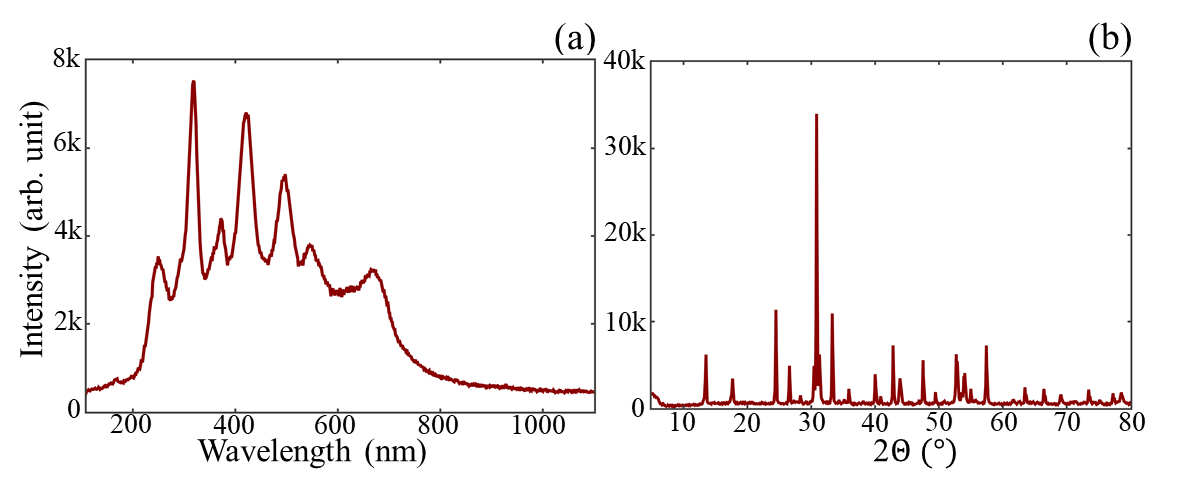 (a)
8k
6k
4k
2k
0
Intensity (arb. unit)
200 400 600 800 1000
Wavelength (nm)
(b)
40k
30k
20k
10k
0
10 20 30 40 50 60 70 80
2Θ (°)